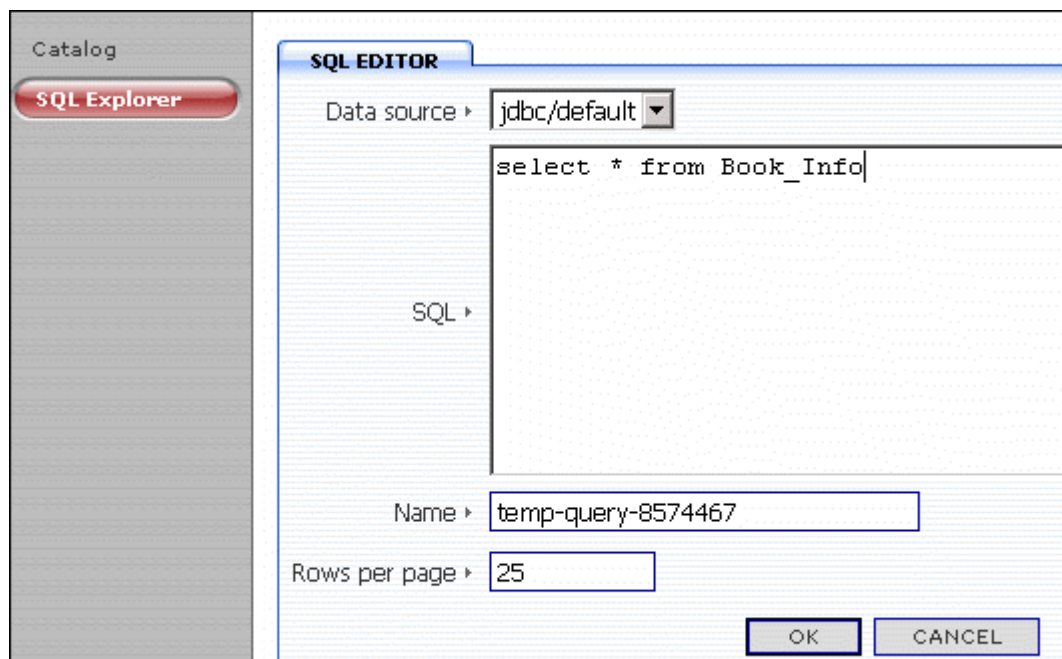 Catalog
SQL Explorer
SQL EDITOR
Data source
jdbc/default
SQL
select * from Book_Info
Name
temp-query-8574467
Rows per page
25
OK
CANCEL